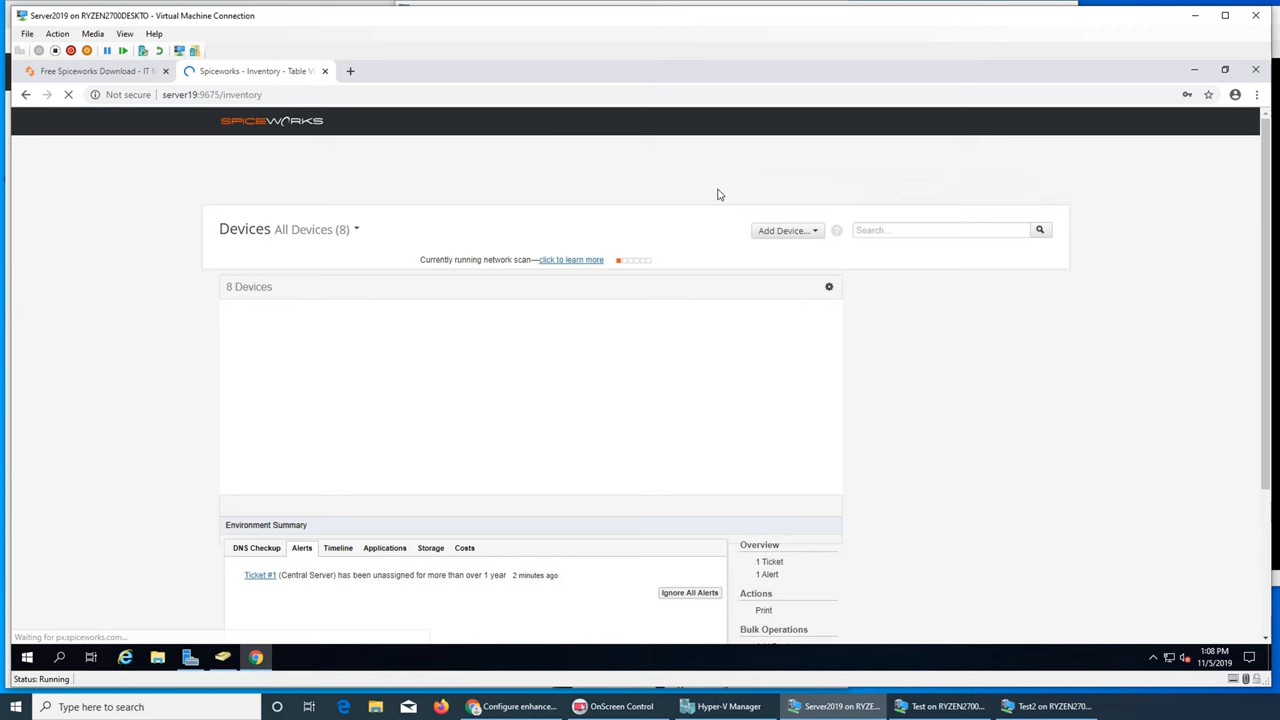 Server2019 on RYZEN2700DESKTO - Virtual Machine Connection
File Action Media View Help
Free Spiceworks Download - IT
Spiceworks - Inventory - Table V
Not secure server19:9675/inventory
SPICEWORKS
Devices All Devices (8)
Add Device...
Search...
Currently running network scan—click to learn more
8 Devices
Environment Summary
DNS Checkup Alerts Timeline Applications Storage Costs
Ticket #1 (Central Server) has been unassigned for more than over 1 year 2 minutes ago
Ignore All Alerts
Overview
1 Ticket
1 Alert
Actions
Print
Bulk Operations
Waiting for px.spiceworks.com...
1:08 PM
11/5/2019
Status: Running
Type here to search
Configure enhance...
OnScreen Control
Hyper-V Manager
Server2019 on RYZE...
Test on RYZEN2700...
Test2 on RYZEN270...